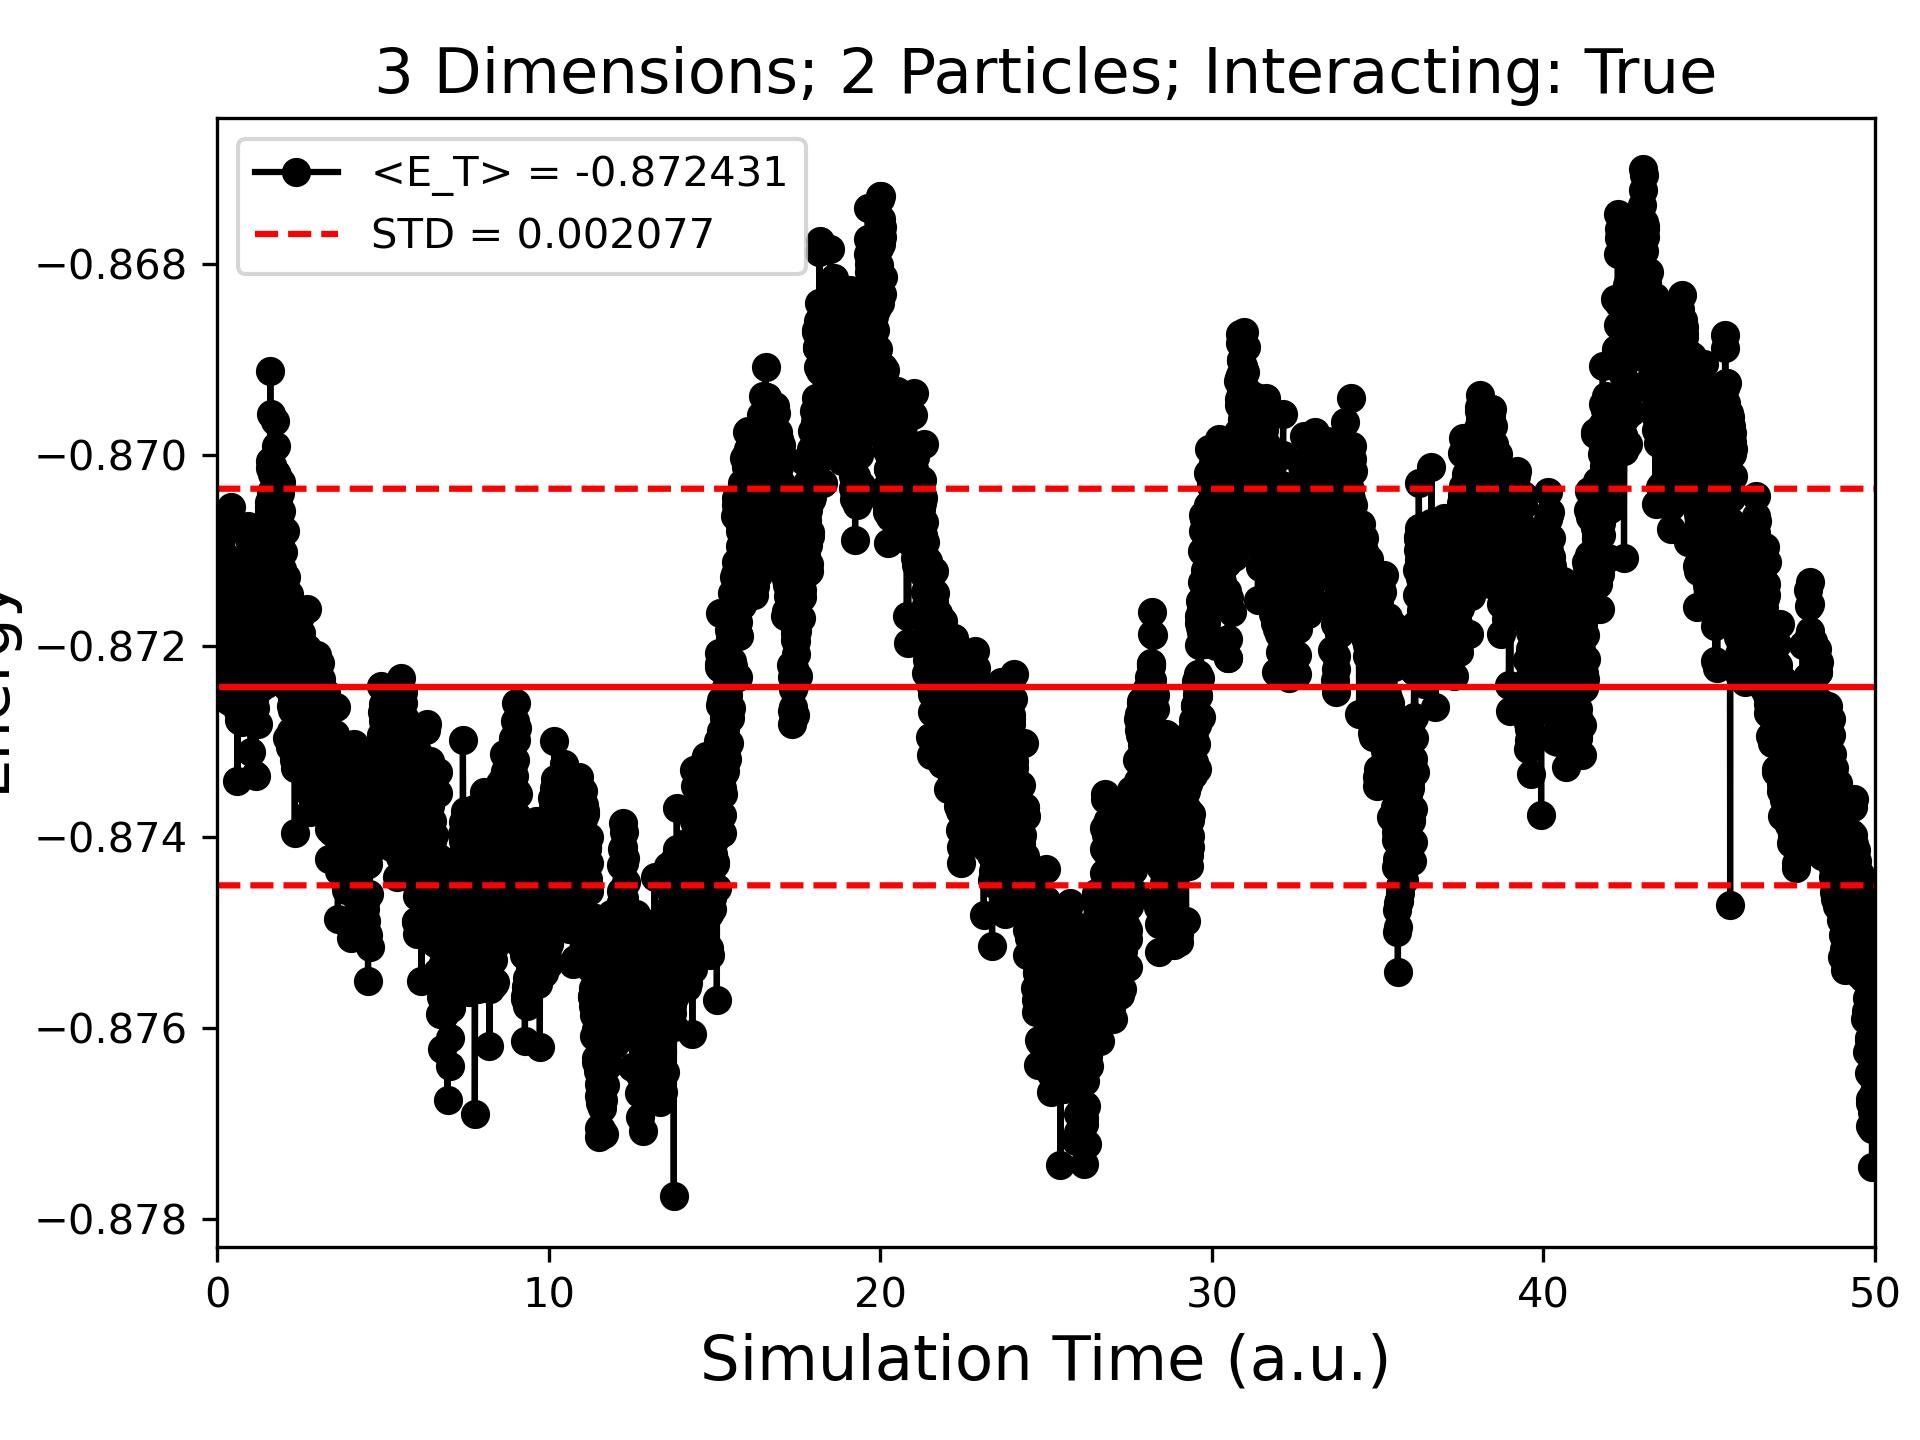 3 Dimensions; 2 Particles; Interacting: True
<E_T> = -0.872431
STD = 0.002077
−0.868
−0.870
−0.872
−0.874
−0.876
−0.878
0 10 20 30 40 50
Simulation Time (a.u.)